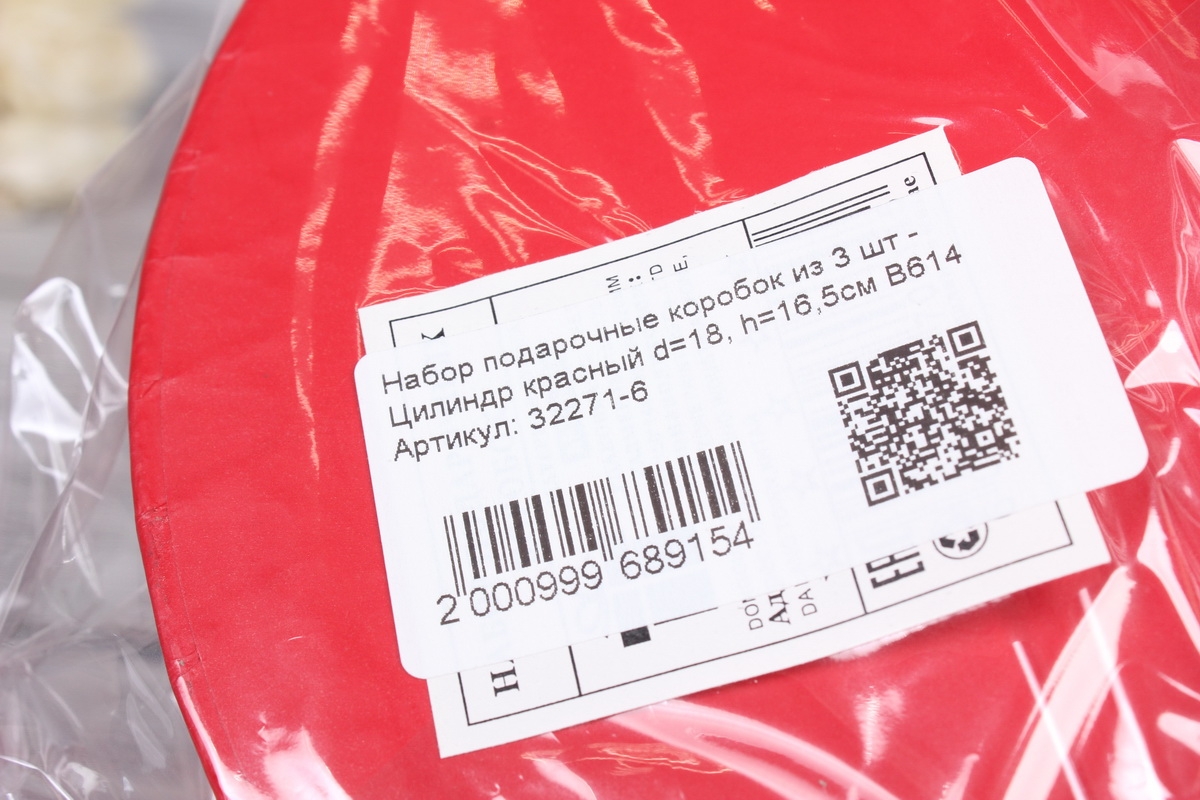 Набор подарочные коробок из 3 шт -
Цилиндр красный d=18, h=16,5см В614
Артикул: 32271-6
2 000999 689154